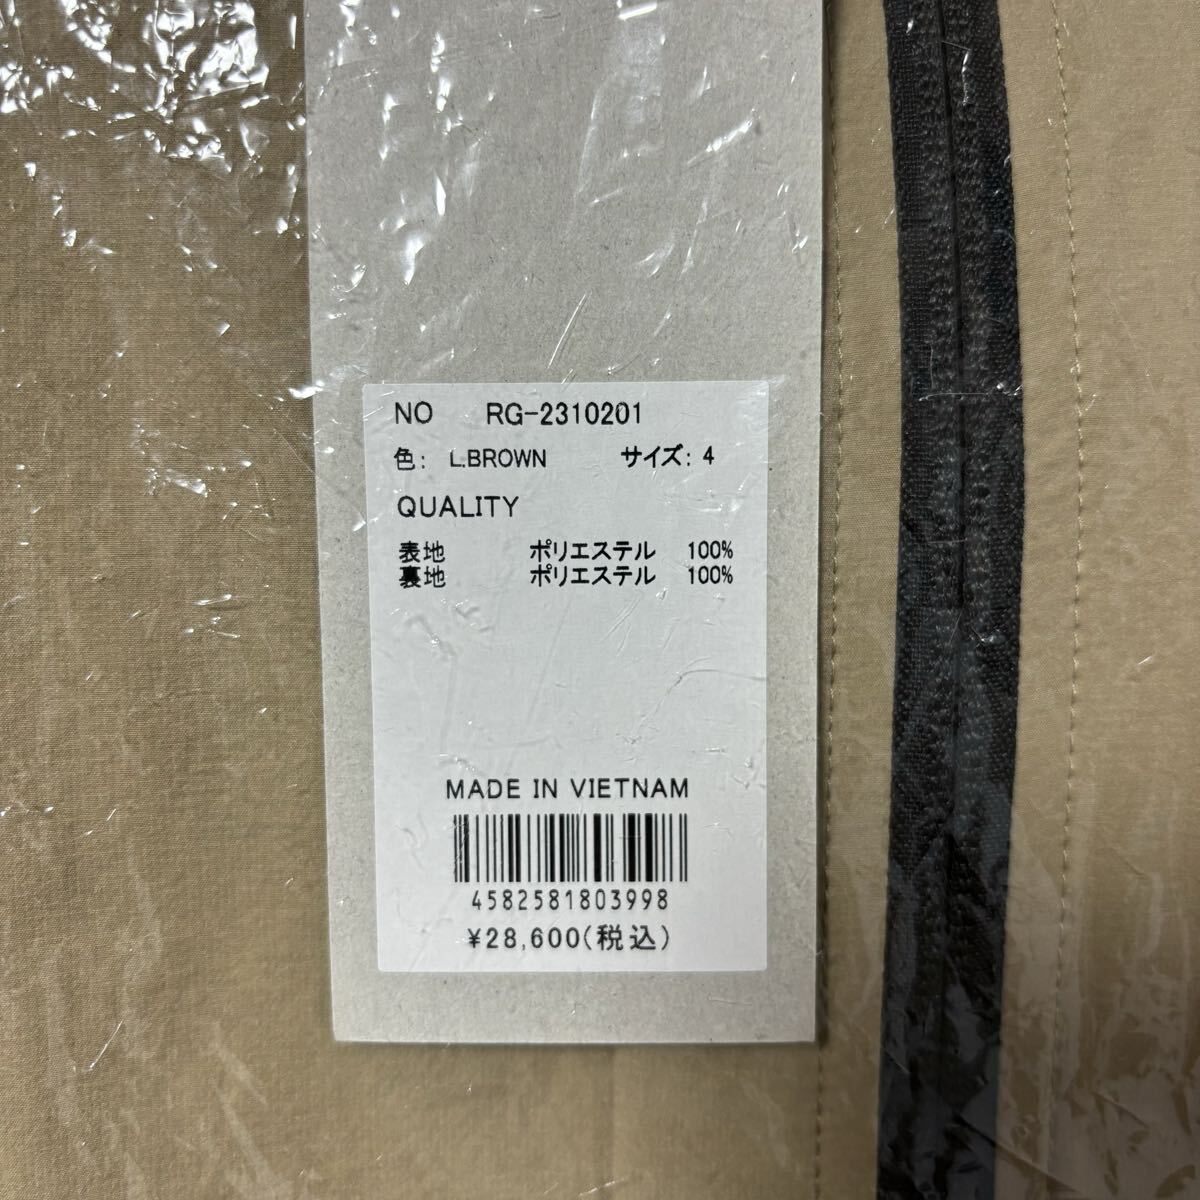 NO RG-2310201
色： L.BROWN サイズ： 4
QUALITY
表地 ポリエステル 100%
裏地 ポリエステル 100%
MADE IN VIETNAM
4582581803998
¥28,600(税込)